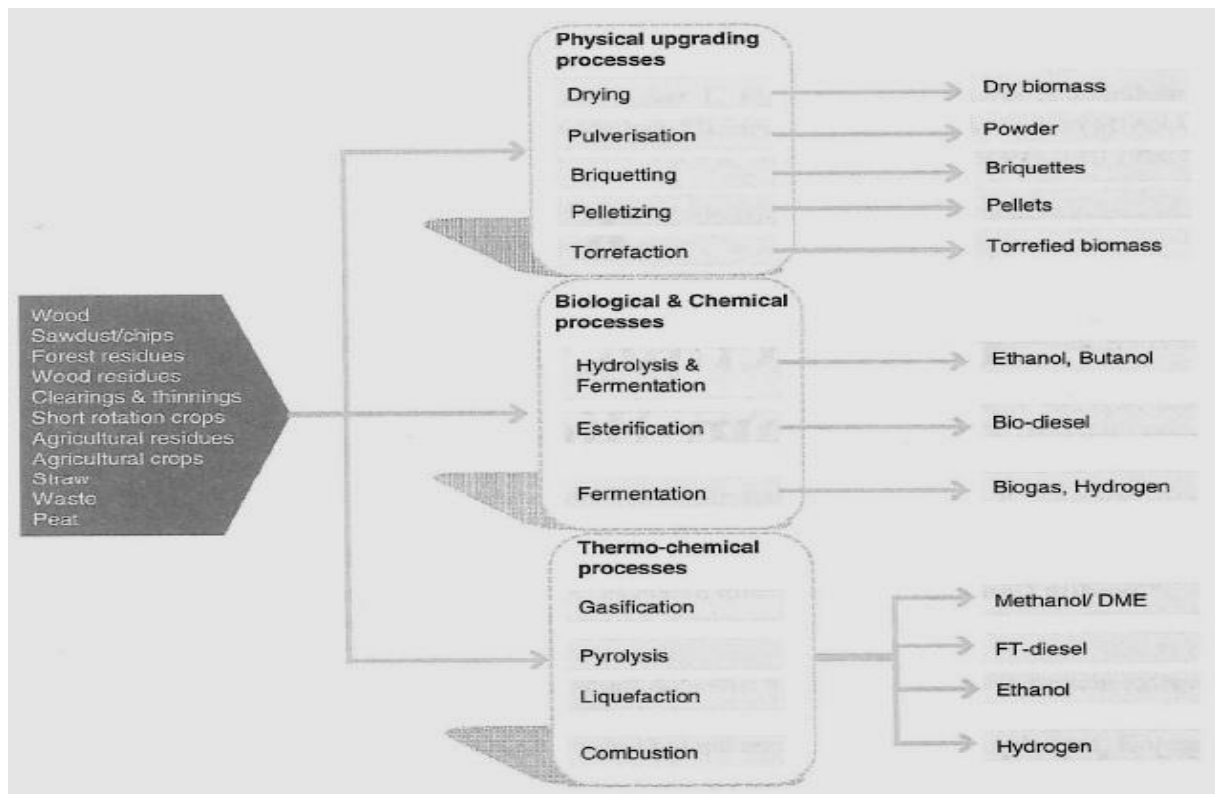 Wood
Sawdust/chips
Forest residues
Wood residues
Clearings & thinnings
Short rotation crops
Agricultural residues
Agricultural crops
Straw
Waste
Peat
Physical upgrading
processes
Drying
Pulverisation
Briquetting
Pelletizing
Torrefaction
Dry biomass
Powder
Briquettes
Pellets
Torrefied biomass
Biological & Chemical
processes
Hydrolysis &
Fermentation
Esterification
Fermentation
Ethanol, Butanol
Bio-diesel
Biogas, Hydrogen
Thermo-chemical
processes
Gasification
Pyrolysis
Liquefaction
Combustion
Methanol/ DME
FT-diesel
Ethanol
Hydrogen